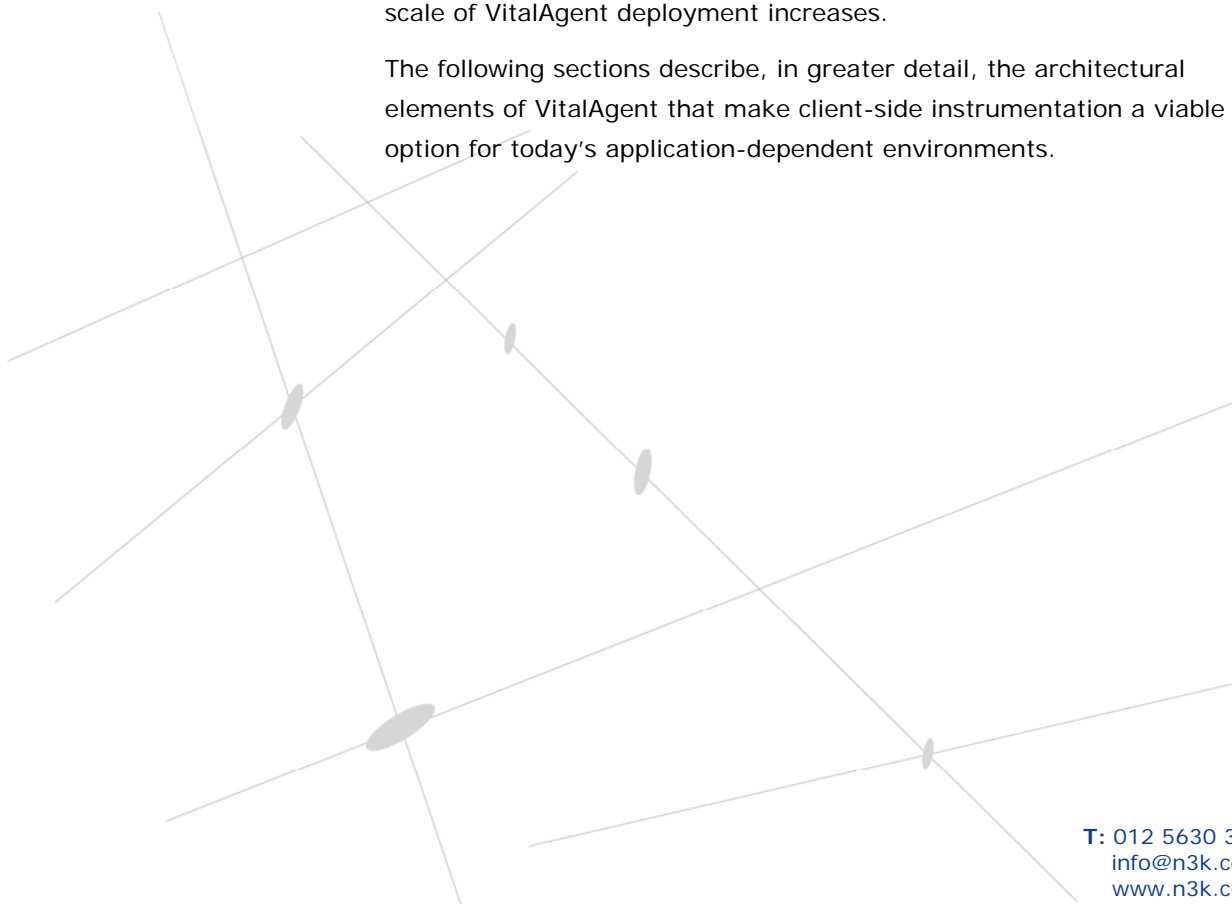 scale of VitalAgent deployment increases.
The following sections describe, in greater detail, the architectural
elements of VitalAgent that make client-side instrumentation a viable
option for today's application-dependent environments.
T: 012 5630
info@n3k.c
www.n3k.c